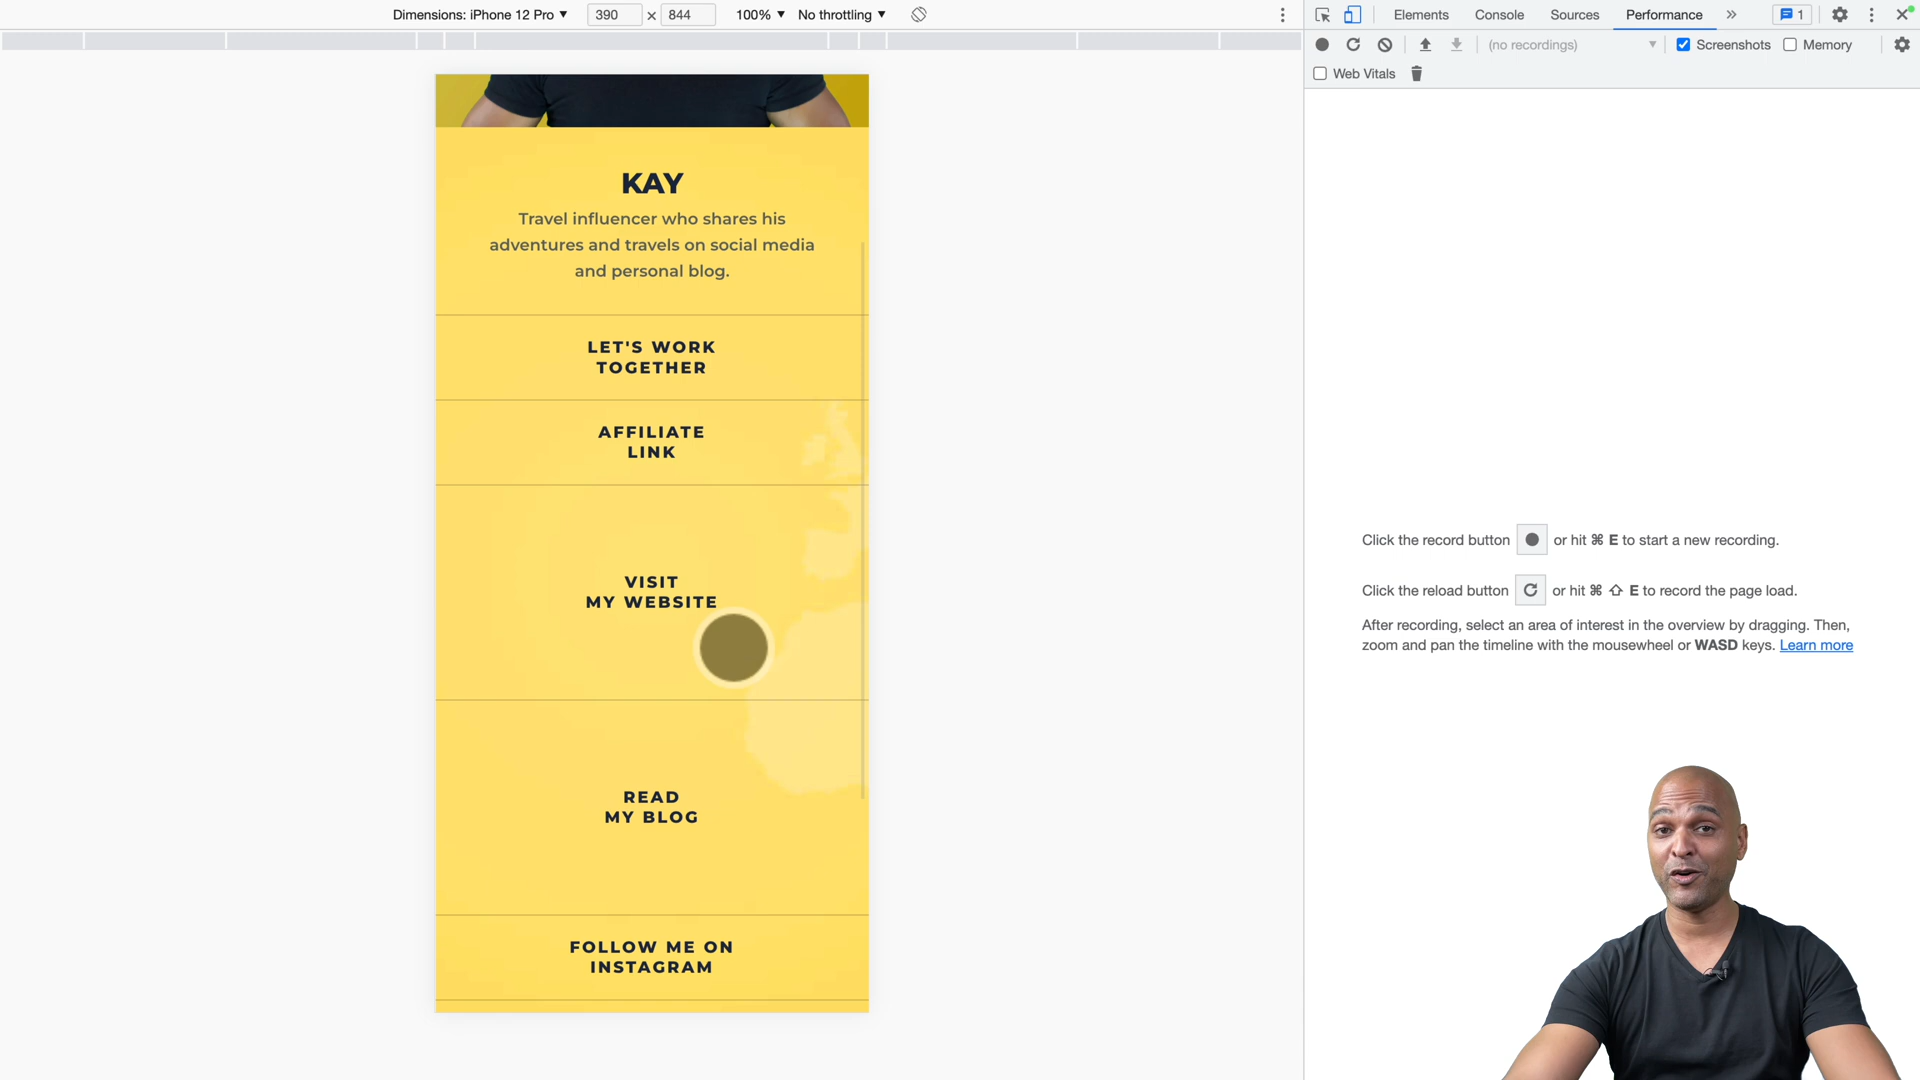 Dimensions: iPhone 12 Pro ▼ 390 × 844 100% ▼ No throttling ▼
Elements Console Sources Performance » 1
(no recordings) ▼ Screenshots Memory
Web Vitals
KAY
Travel influencer who shares his
adventures and travels on social media
and personal blog.
LET'S WORK
TOGETHER
AFFILIATE
LINK
VISIT
MY WEBSITE
READ
MY BLOG
FOLLOW ME ON
INSTAGRAM
Click the record button or hit ⌘ E to start a new recording.
Click the reload button or hit ⌘ ⇧ E to record the page load.
After recording, select an area of interest in the overview by dragging. Then,
zoom and pan the timeline with the mousewheel or WASD keys. Learn more